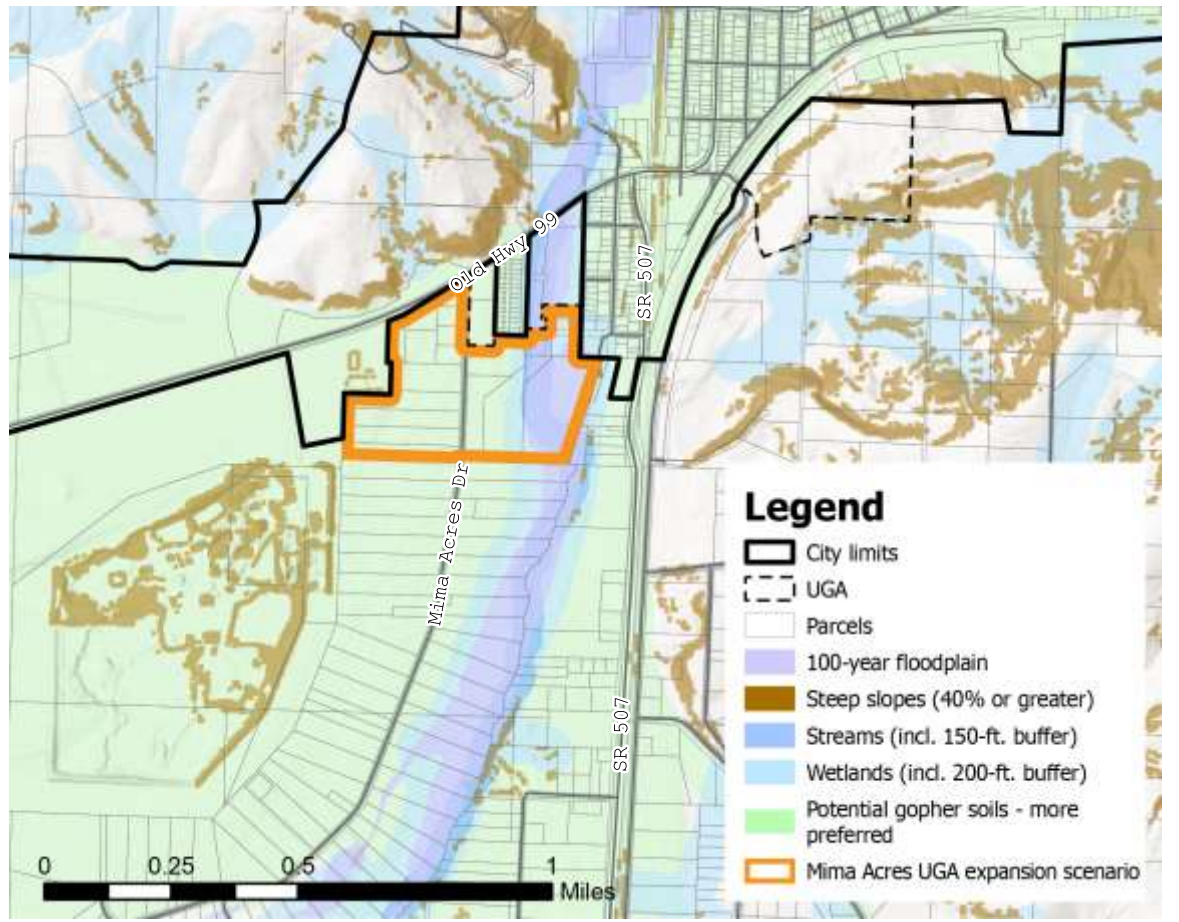 Old Hwy 99
SR 507
Mima Acres Dr
SR 507
Legend
City limits
UGA
Parcels
100-year floodplain
Steep slopes (40% or greater)
Streams (incl. 150-ft. buffer)
Wetlands (incl. 200-ft. buffer)
Potential gopher soils - more
preferred
Mima Acres UGA expansion scenario
0 0.25 0.5 1
Miles